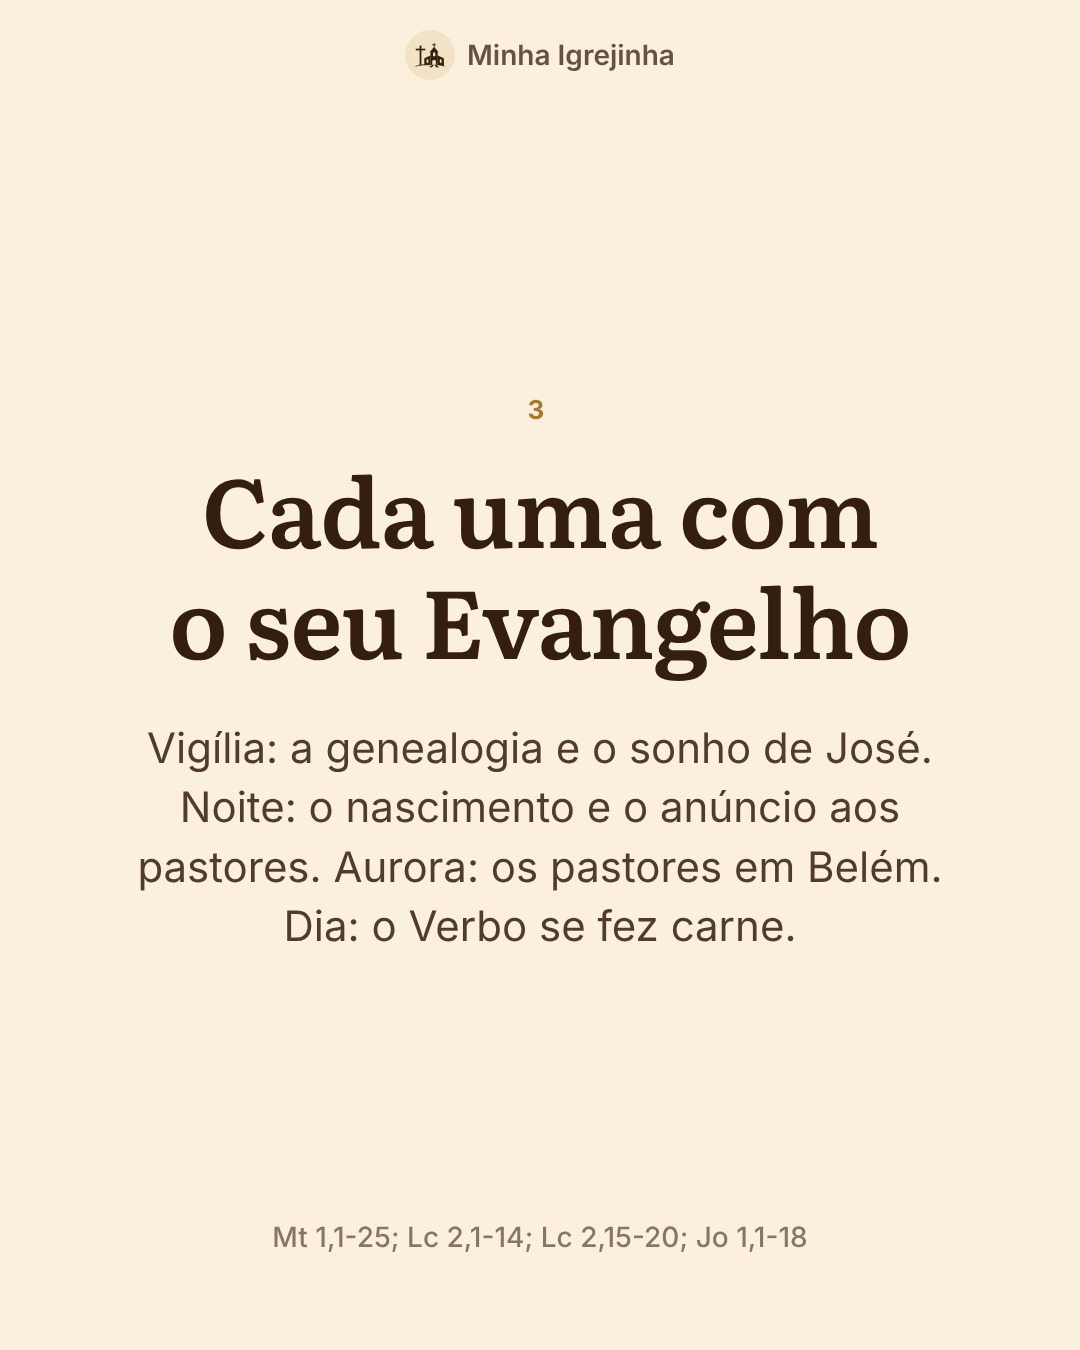 Minha Igrejinha
3
Cada uma com
o seu Evangelho
Vigília: a genealogia e o sonho de José.
Noite: o nascimento e o anúncio aos
pastores. Aurora: os pastores em Belém.
Dia: o Verbo se fez carne.
Mt 1,1-25; Lc 2,1-14; Lc 2,15-20; Jo 1,1-18